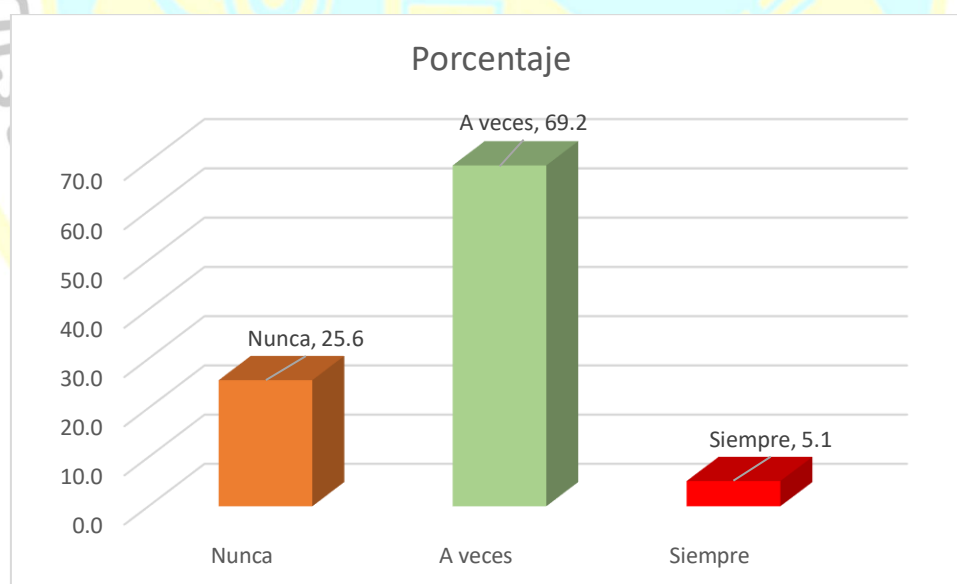 Porcentaje
A veces, 69.2
70.0
60.0
50.0
40.0
Nunca, 25.6
30.0
20.0
Siempre, 5.1
10.0
0.0
Nunca
A veces
Siempre